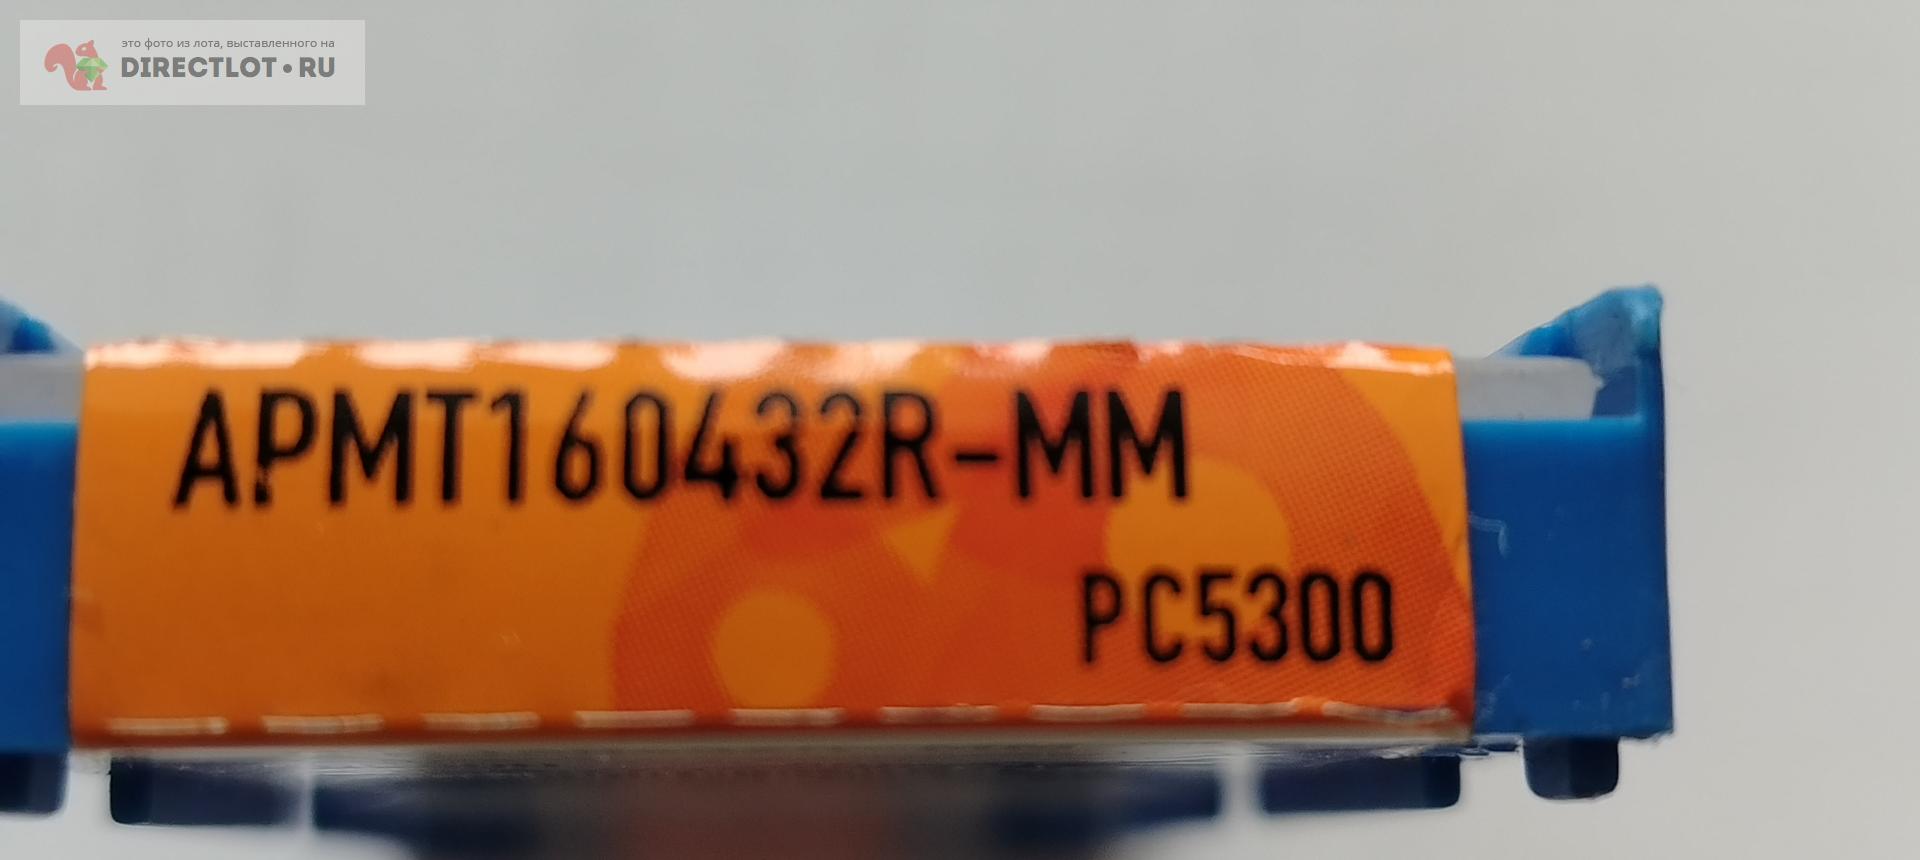 это фото из лота, выставленного на
DIRECTLOT•RU
APMT160432R-MM
PC5300